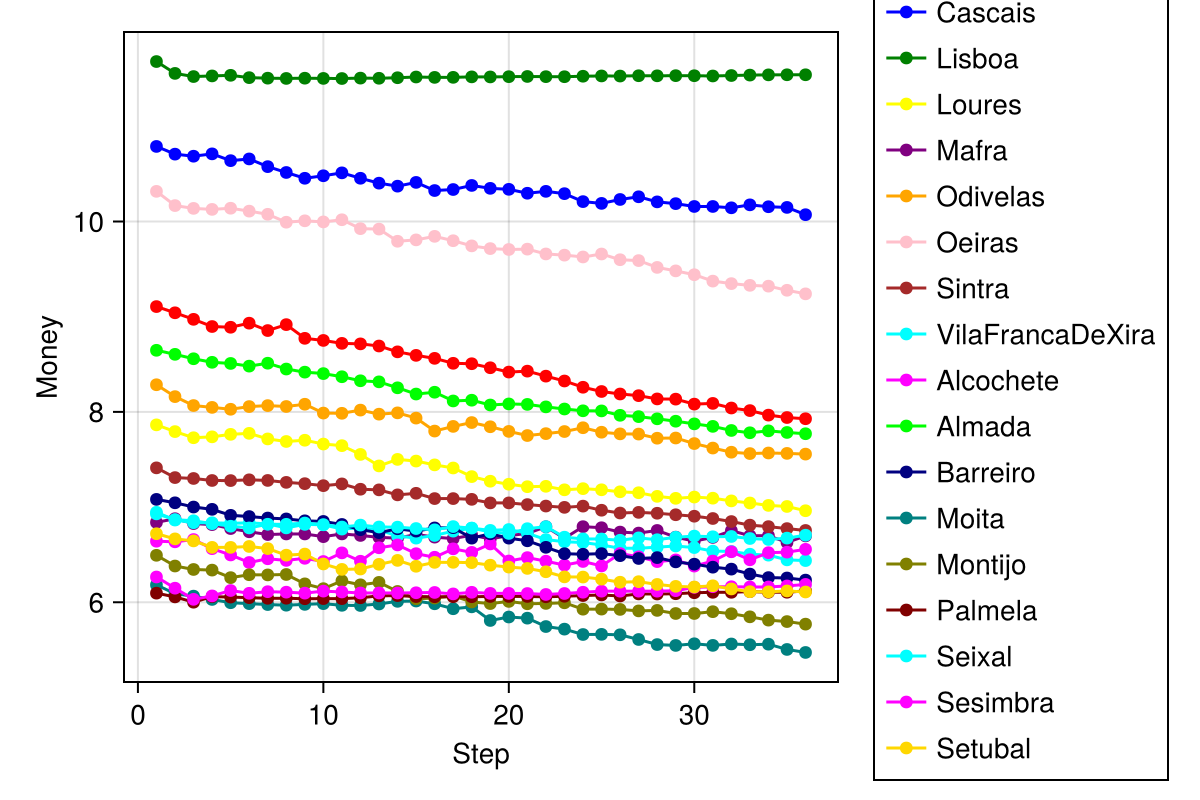 Cascais
Lisboa
Loures
Mafra
Odivelas
Oeiras
Sintra
VilaFrancaDeXira
Alcochete
Almada
Barreiro
Moita
Montijo
Palmela
Seixal
Sesimbra
Setubal
Money
10
8
6
0 10 20 30
Step